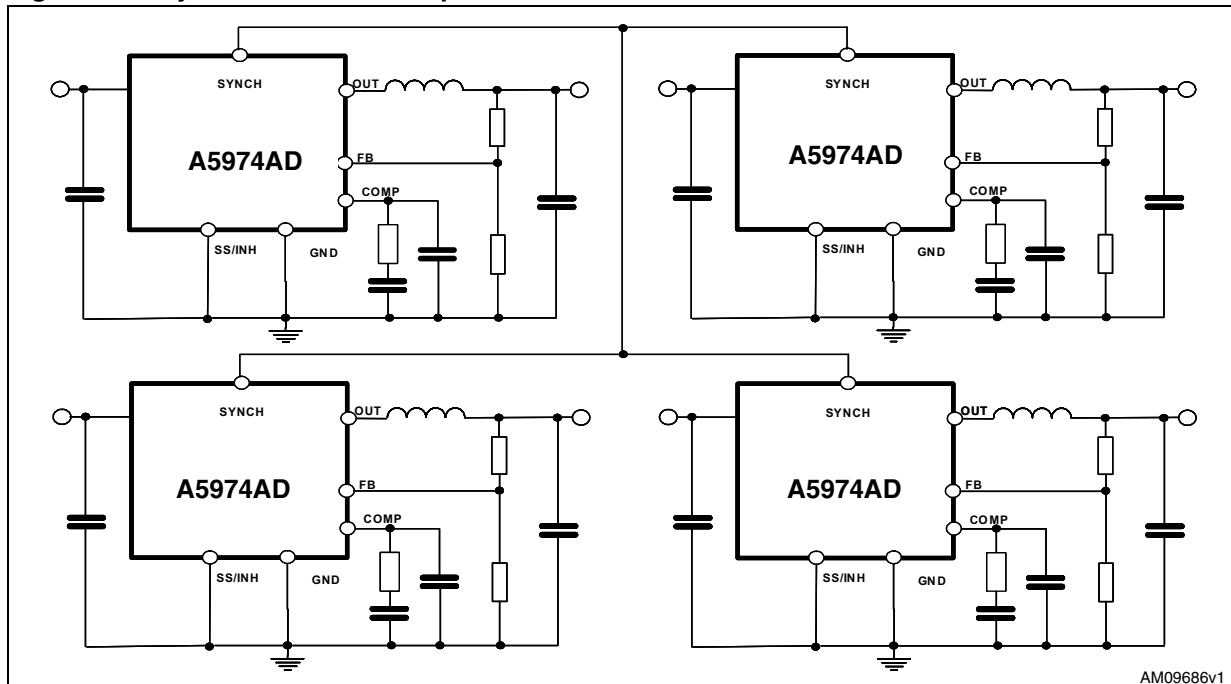 SYNCH
OUT
A5974AD
FB
COMP
SS/INH
GND
SYNCH
OUT
A5974AD
FB
COMP
SS/INH
GND
SYNCH
OUT
A5974AD
FB
COMP
SS/INH
GND
SYNCH
OUT
A5974AD
FB
COMP
SS/INH
GND
AM09686v1